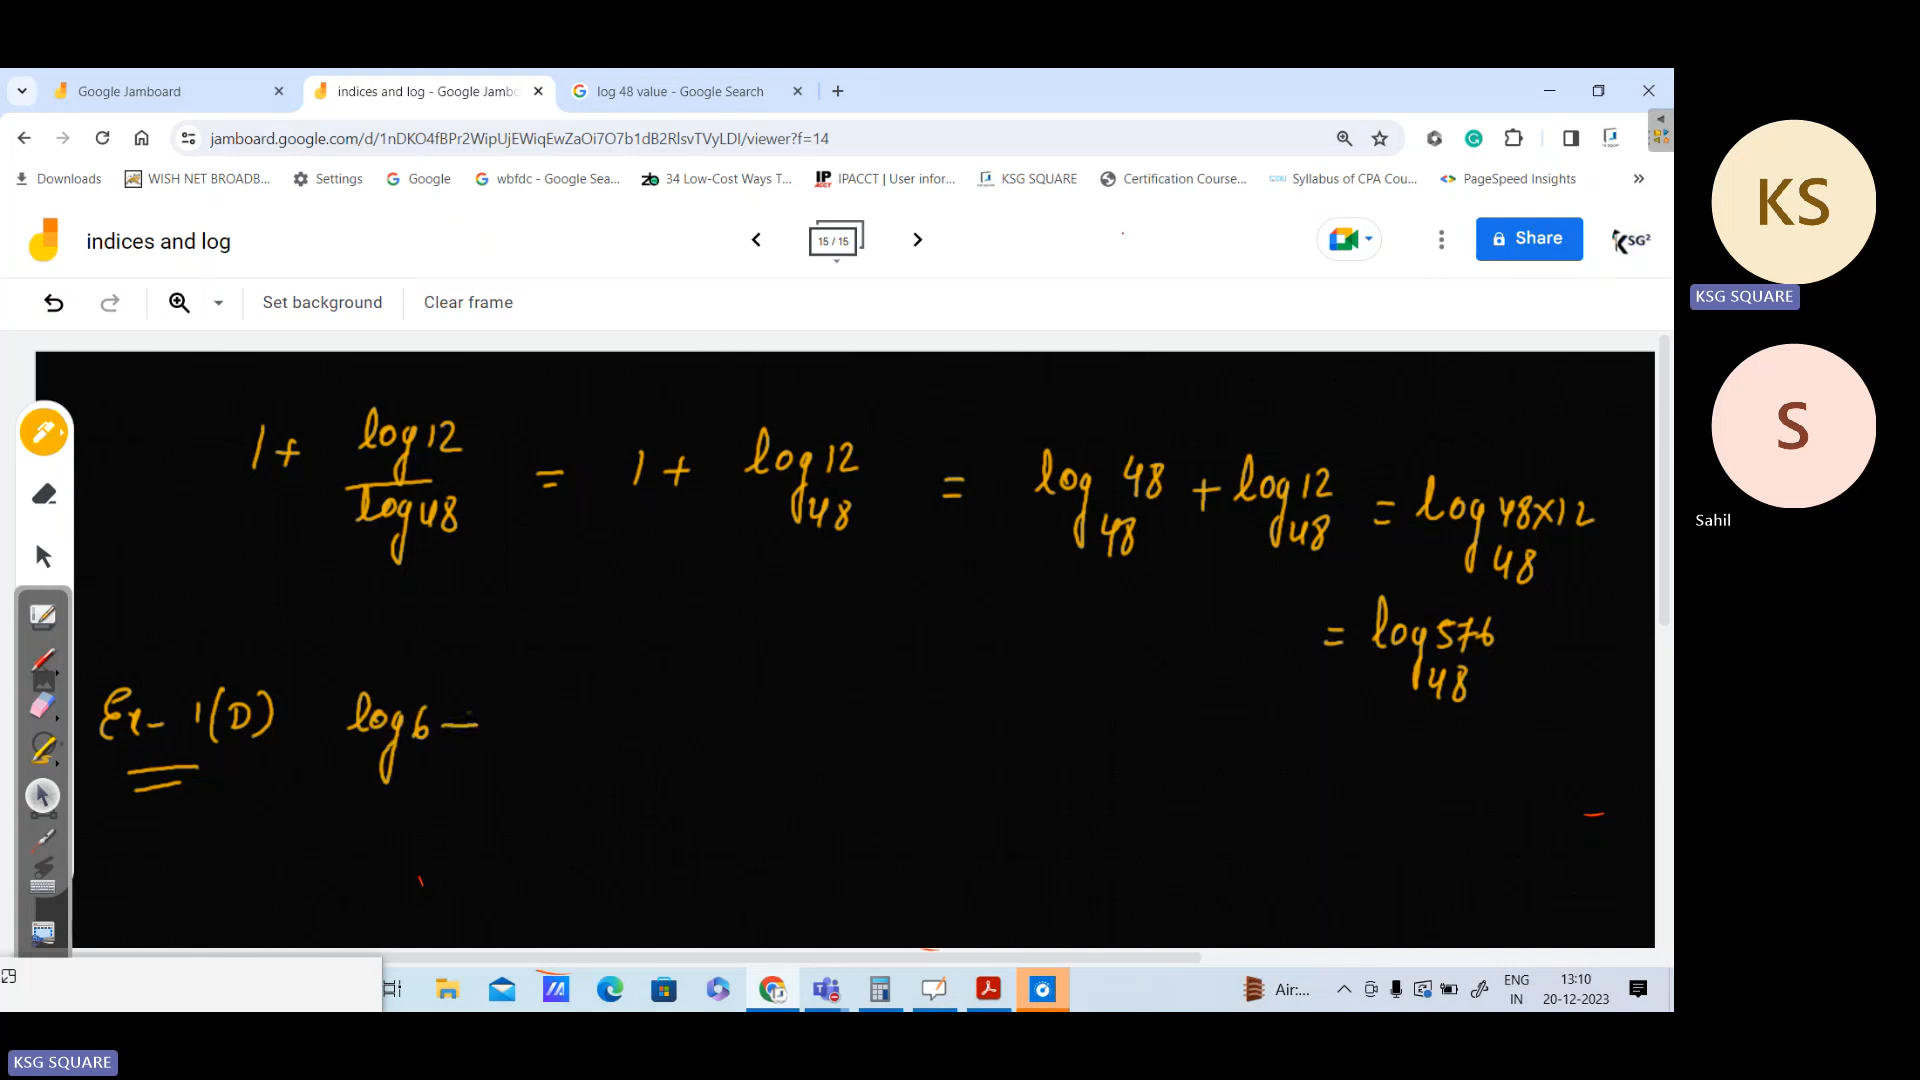 Google Jamboard
indices and log - Google Jambo
log 48 value - Google Search
jamboard.google.com/d/1nDKO4fBPr2WipUjEWiqEwZaOi7O7b1dB2RlsvTVyLDI/viewer?f=14
Downloads WISH NET BROADB... Settings Google wbfdc - Google Sea... 34 Low-Cost Ways T... IPACCT | User infor... KSG SQUARE Certification Course... Syllabus of CPA Cou... PageSpeed Insights
indices and log
15 / 15
Share
KSG²
Set background Clear frame
1 + log 12 / log 48 = 1 + log₄₈ 12 = log₄₈ 48 + log₄₈ 12 = log₄₈ 48×12
= log₄₈ 576
Ex- 1(D) log 6 –
Air:...
ENG
IN
13:10
20-12-2023
KS
KSG SQUARE
S
Sahil
KSG SQUARE